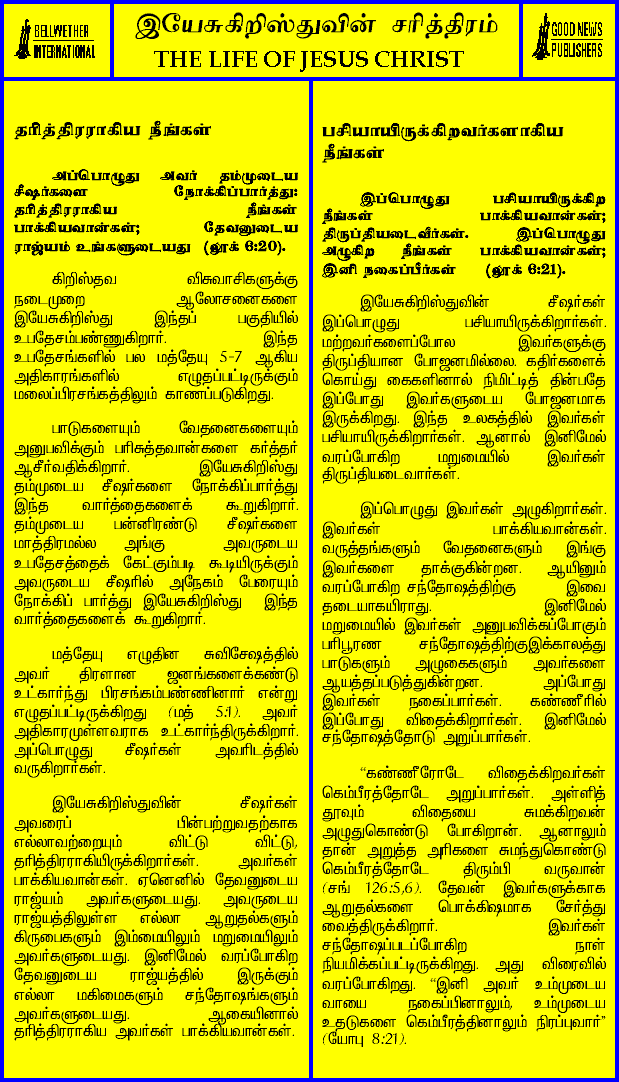 BELLWETHER
INTERNATIONAL
இயேசுகிறிஸ்துவின் சரித்திரம்
THE LIFE OF JESUS CHRIST
GOOD NEWS
PUBLISHERS
தரித்திரராகிய நீங்கள்
அப்பொழுது அவர் தம்முடைய
சீஷர்களை நோக்கிப்பார்த்து:
தரித்திரராகிய நீங்கள்
பாக்கியவான்கள்; தேவனுடைய
ராஜ்யம் உங்களுடையது (லூக் 6:20).
கிறிஸ்தவ விசுவாசிகளுக்கு
நடைமுறை ஆலோசனைகளை
இயேசுகிறிஸ்து இந்தப் பகுதியில்
உபதேசம்பண்ணுகிறார். இந்த
உபதேசங்களில் பல மத்தேயு 5-7 ஆகிய
அதிகாரங்களில் எழுதப்பட்டிருக்கும்
மலைப்பிரசங்கத்திலும் காணப்படுகிறது.
பாடுகளையும் வேதனைகளையும்
அனுபவிக்கும் பரிசுத்தவான்களை கர்த்தர்
ஆசீர்வதிக்கிறார். இயேசுகிறிஸ்து
தம்முடைய சீஷர்களை நோக்கிப்பார்த்து
இந்த வார்த்தைகளைக் கூறுகிறார்.
தம்முடைய பன்னிரண்டு சீஷர்களை
மாத்திரமல்ல அங்கு அவருடைய
உபதேசத்தைக் கேட்கும்படி கூடியிருக்கும்
அவருடைய சீஷரில் அநேகம் பேரையும்
நோக்கிப் பார்த்து இயேசுகிறிஸ்து இந்த
வார்த்தைகளைக் கூறுகிறார்.
மத்தேயு எழுதின சுவிசேஷத்தில்
அவர் திரளான ஜனங்களைக்கண்டு
உட்கார்ந்து பிரசங்கம்பண்ணினார் என்று
எழுதப்பட்டிருக்கிறது (மத் 5:1). அவர்
அதிகாரமுள்ளவராக உட்கார்ந்திருக்கிறார்.
அப்பொழுது சீஷர்கள் அவரிடத்தில்
வருகிறார்கள்.
இயேசுகிறிஸ்துவின் சீஷர்கள்
அவரைப் பின்பற்றுவதற்காக
எல்லாவற்றையும் விட்டு விட்டு,
தரித்திரராகியிருக்கிறார்கள். அவர்கள்
பாக்கியவான்கள். ஏனெனில் தேவனுடைய
ராஜ்யம் அவர்களுடையது. அவருடைய
ராஜ்யத்திலுள்ள எல்லா ஆறுதல்களும்
கிருபைகளும் இம்மையிலும் மறுமையிலும்
அவர்களுடையது. இனிமேல் வரப்போகிற
தேவனுடைய ராஜ்யத்தில் இருக்கும்
எல்லா மகிமைகளும் சந்தோஷங்களும்
அவர்களுடையது. ஆகையினால்
தரித்திரராகிய அவர்கள் பாக்கியவான்கள்.
பசியாயிருக்கிறவர்களாகிய
நீங்கள்
இப்பொழுது பசியாயிருக்கிற
நீங்கள் பாக்கியவான்கள்;
திருப்தியடைவீர்கள். இப்பொழுது
அழுகிற நீங்கள் பாக்கியவான்கள்;
இனி நகைப்பீர்கள் (லூக் 6:21).
இயேசுகிறிஸ்துவின் சீஷர்கள்
இப்பொழுது பசியாயிருக்கிறார்கள்.
மற்றவர்களைப்போல இவர்களுக்கு
திருப்தியான போஜனமில்லை. கதிர்களைக்
கொய்து கைகளினால் நிமிட்டித் தின்பதே
இப்போது இவர்களுடைய போஜனமாக
இருக்கிறது. இந்த உலகத்தில் இவர்கள்
பசியாயிருக்கிறார்கள். ஆனால் இனிமேல்
வரப்போகிற மறுமையில் இவர்கள்
திருப்தியடைவார்கள்.
இப்பொழுது இவர்கள் அழுகிறார்கள்.
இவர்கள் பாக்கியவான்கள்.
வருத்தங்களும் வேதனைகளும் இங்கு
இவர்களை தாக்குகின்றன. ஆயினும்
வரப்போகிற சந்தோஷத்திற்கு இவை
தடையாகயிராது. இனிமேல்
மறுமையில் இவர்கள் அனுபவிக்கப்போகும்
பரிபூரண சந்தோஷத்திற்குஇக்காலத்து
பாடுகளும் அழுகைகளும் அவர்களை
ஆயத்தப்படுத்துகின்றன. அப்போது
இவர்கள் நகைப்பார்கள். கண்ணீரில்
இப்போது விதைக்கிறார்கள். இனிமேல்
சந்தோஷத்தோடு அறுப்பார்கள்.
“கண்ணீரோடே விதைக்கிறவர்கள்
கெம்பீரத்தோடே அறுப்பார்கள். அள்ளித்
தூவும் விதையை சுமக்கிறவன்
அழுதுகொண்டு போகிறான். ஆனாலும்
தான் அறுத்த அரிகளை சுமந்துகொண்டு
கெம்பீரத்தோடே திரும்பி வருவான்
(சங் 126:5,6). தேவன் இவர்களுக்காக
ஆறுதல்களை பொக்கிஷமாக சேர்த்து
வைத்திருக்கிறார். இவர்கள்
சந்தோஷப்படப்போகிற நாள்
நியமிக்கப்பட்டிருக்கிறது. அது விரைவில்
வரப்போகிறது. “இனி அவர் உம்முடைய
வாயை நகைப்பினாலும், உம்முடைய
உதடுகளை கெம்பீரத்தினாலும் நிரப்புவார்”
(யோபு 8:21).